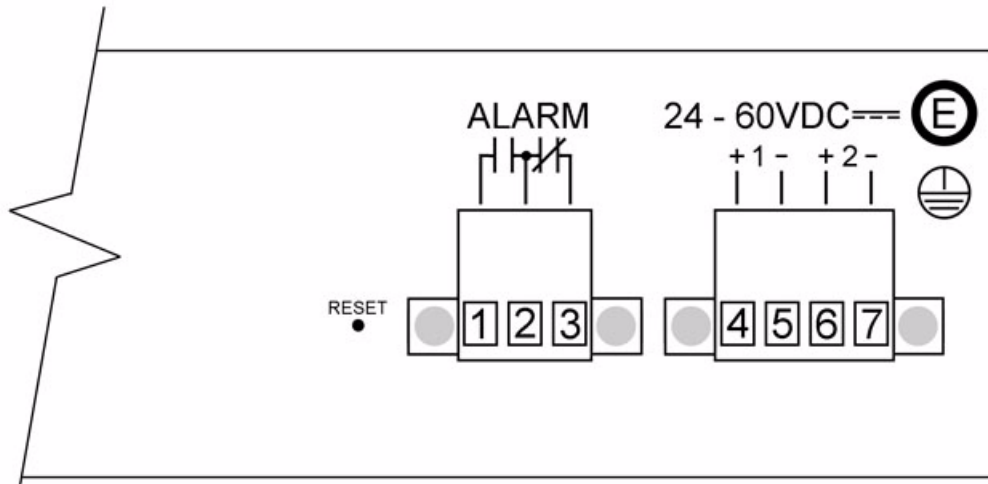 ALARM
24 - 60VDC
E
+ 1 - + 2 -
RESET
1 2 3
4 5 6 7